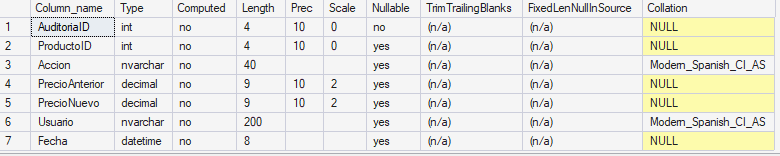 Column_name Type Computed Length Prec Scale Nullable TrimTrailingBlanks FixedLenNullInSource Collation
1 AuditoriaID int no 4 10 0 no (n/a) (n/a) NULL
2 ProductoID int no 4 10 0 yes (n/a) (n/a) NULL
3 Accion nvarchar no 40 yes (n/a) (n/a) Modern_Spanish_CI_AS
4 PrecioAnterior decimal no 9 10 2 yes (n/a) (n/a) NULL
5 PrecioNuevo decimal no 9 10 2 yes (n/a) (n/a) NULL
6 Usuario nvarchar no 200 yes (n/a) (n/a) Modern_Spanish_CI_AS
7 Fecha datetime no 8 yes (n/a) (n/a) NULL